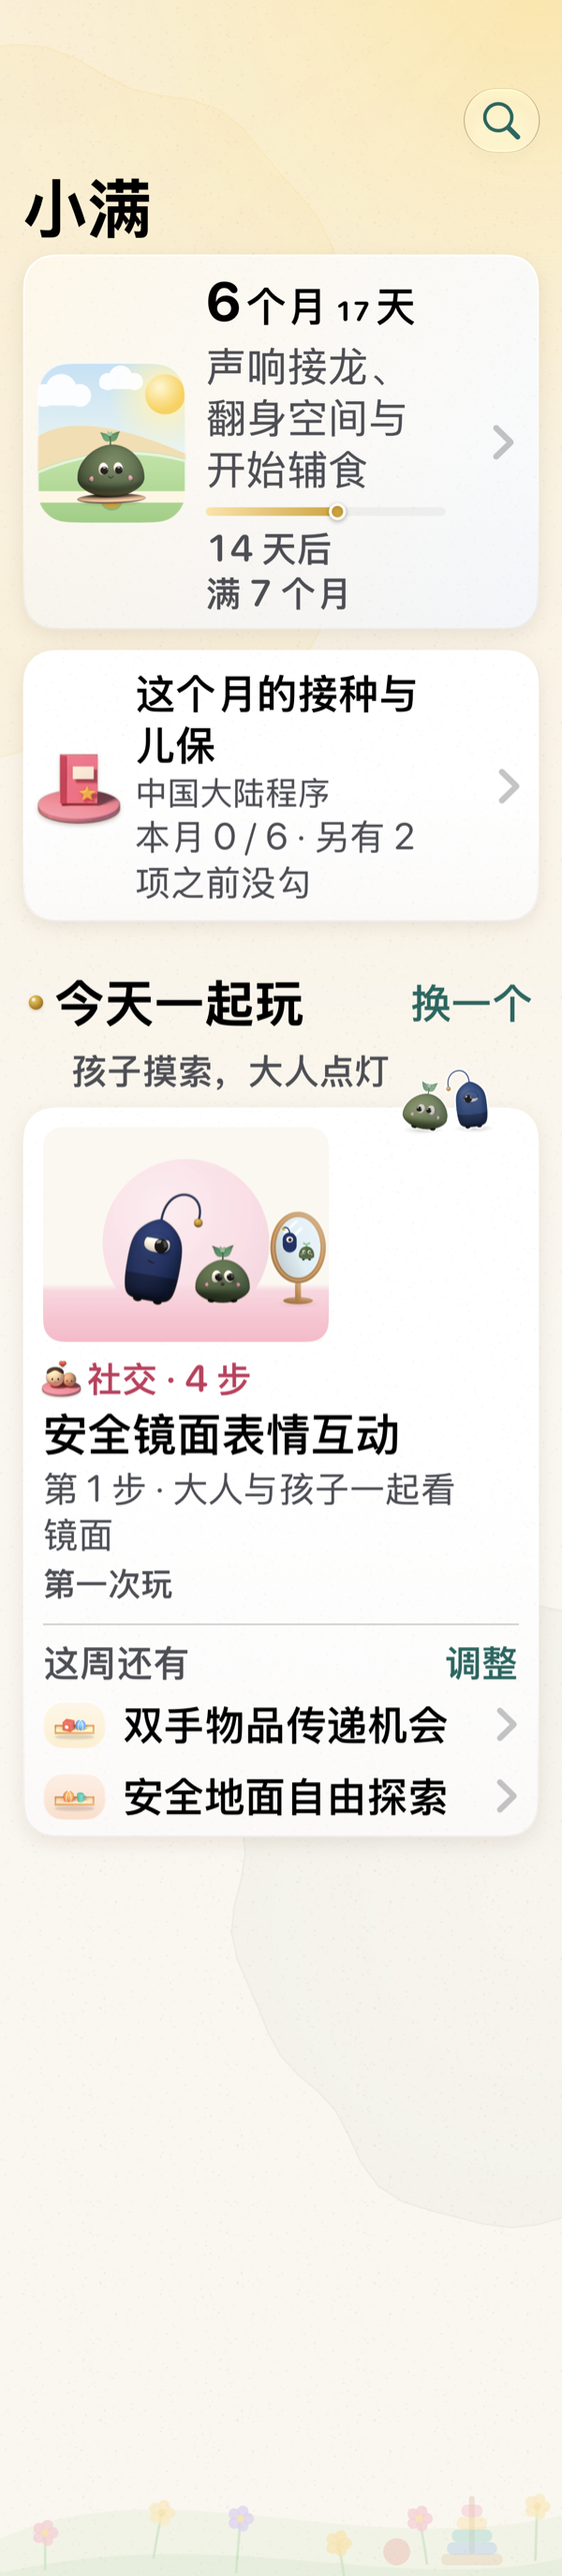 小满
6个月 17天
声响接龙、
翻身空间与
开始辅食
14 天后
满 7 个月
这个月的接种与
儿保
中国大陆程序
本月 0 / 6 · 另有 2
项之前没勾
今天一起玩
换一个
孩子摸索，大人点灯
社交 · 4 步
安全镜面表情互动
第 1 步 · 大人与孩子一起看
镜面
第一次玩
这周还有
调整
双手物品传递机会
安全地面自由探索